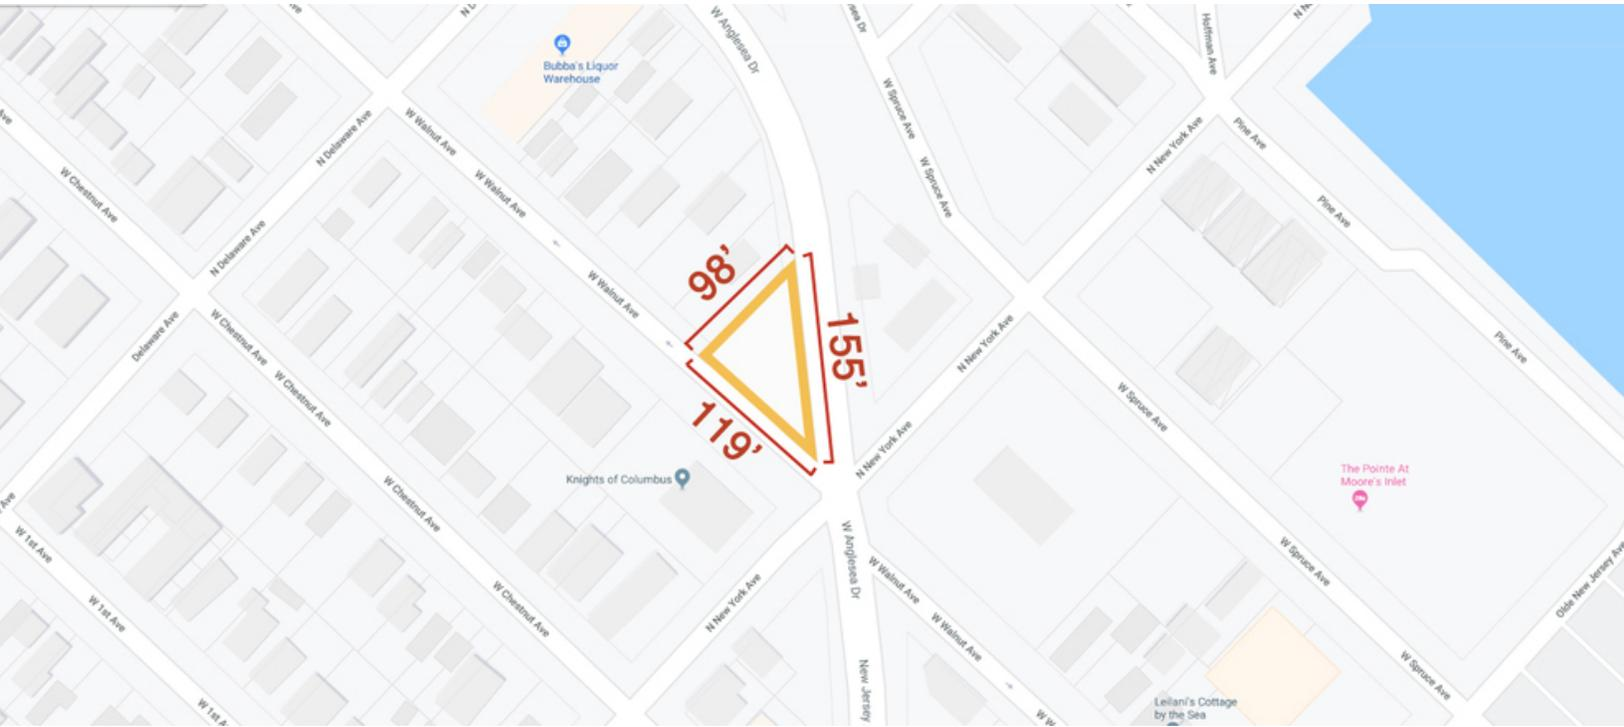 W Anglesea Dr
Hoffman Ave
Bubba's Liquor
Warehouse
W Spruce Ave
N Delaware Ave
W Walnut Ave
N New York Ave
Pine Ave
W Chestnut Ave
W Walnut Ave
W Spruce Ave
Pine Ave
N Delaware Ave
98'
W Walnut Ave
155'
Delaware Ave
W Chestnut Ave
N New York Ave
Pine Ave
W Chestnut Ave
119'
W Spruce Ave
N New York Ave
Knights of Columbus
The Pointe At
Moore's Inlet
W Chestnut Ave
W 1st Ave
W Anglesea Dr
W Walnut Ave
W Spruce Ave
Olde New Jersey Ave
W 1st Ave
W Chestnut Ave
N New York Ave
W Walnut Ave
W Spruce Ave
New Jersey
Leilani's Cottage
by the Sea
W 1st A